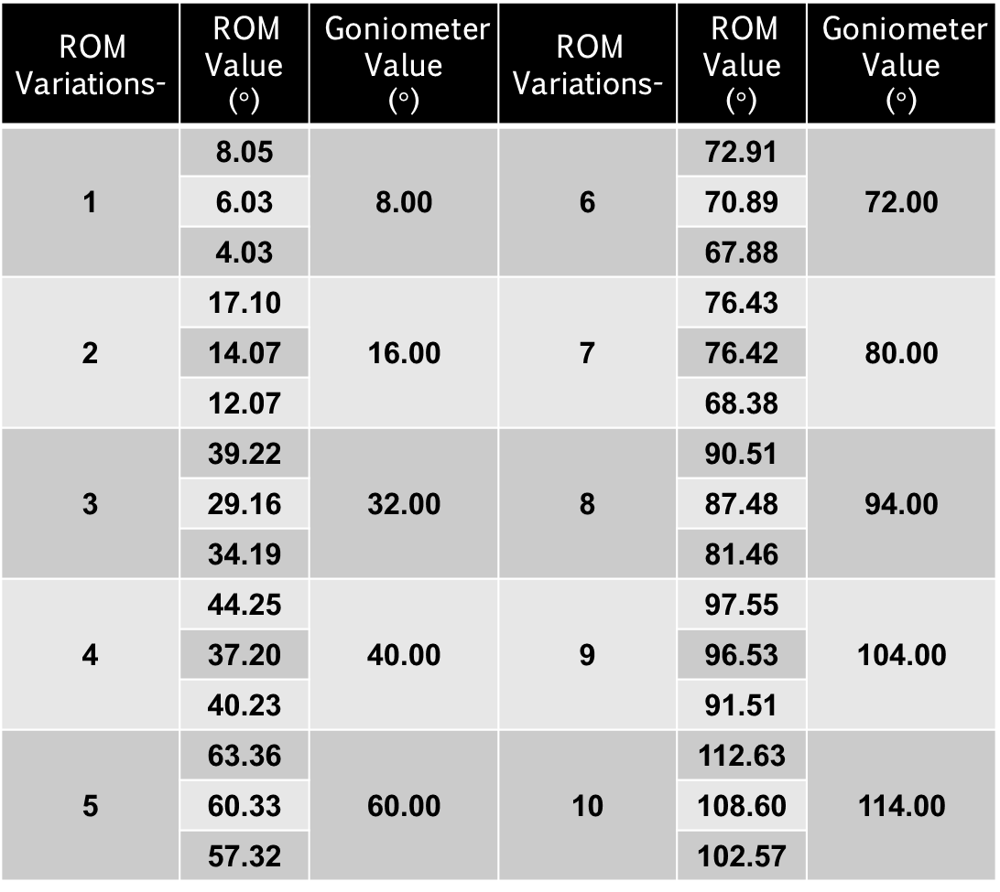 ROM Variations- ROM Value (°) Goniometer Value (°) ROM Variations- ROM Value (°) Goniometer Value (°)
8.05 72.91
1 6.03 8.00 6 70.89 72.00
4.03 67.88
17.10 76.43
2 14.07 16.00 7 76.42 80.00
12.07 68.38
39.22 90.51
3 29.16 32.00 8 87.48 94.00
34.19 81.46
44.25 97.55
4 37.20 40.00 9 96.53 104.00
40.23 91.51
63.36 112.63
5 60.33 60.00 10 108.60 114.00
57.32 102.57